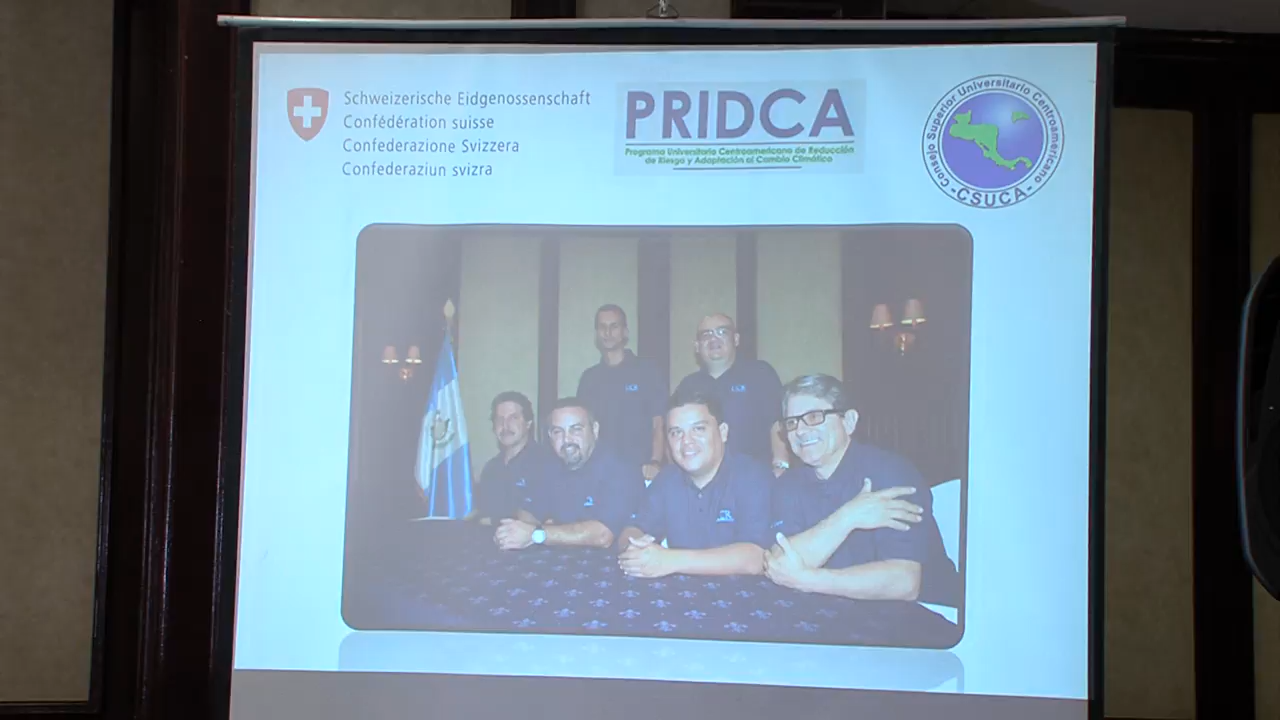 Schweizerische Eidgenossenschaft
Confédération suisse
Confederazione Svizzera
Confederaziun svizra
PRIDCA
Programa Universitario Centroamericano de Reducción
de Riesgo y Adaptación al Cambio Climático
Consejo Superior Universitario Centroamericano
-CSUCA-